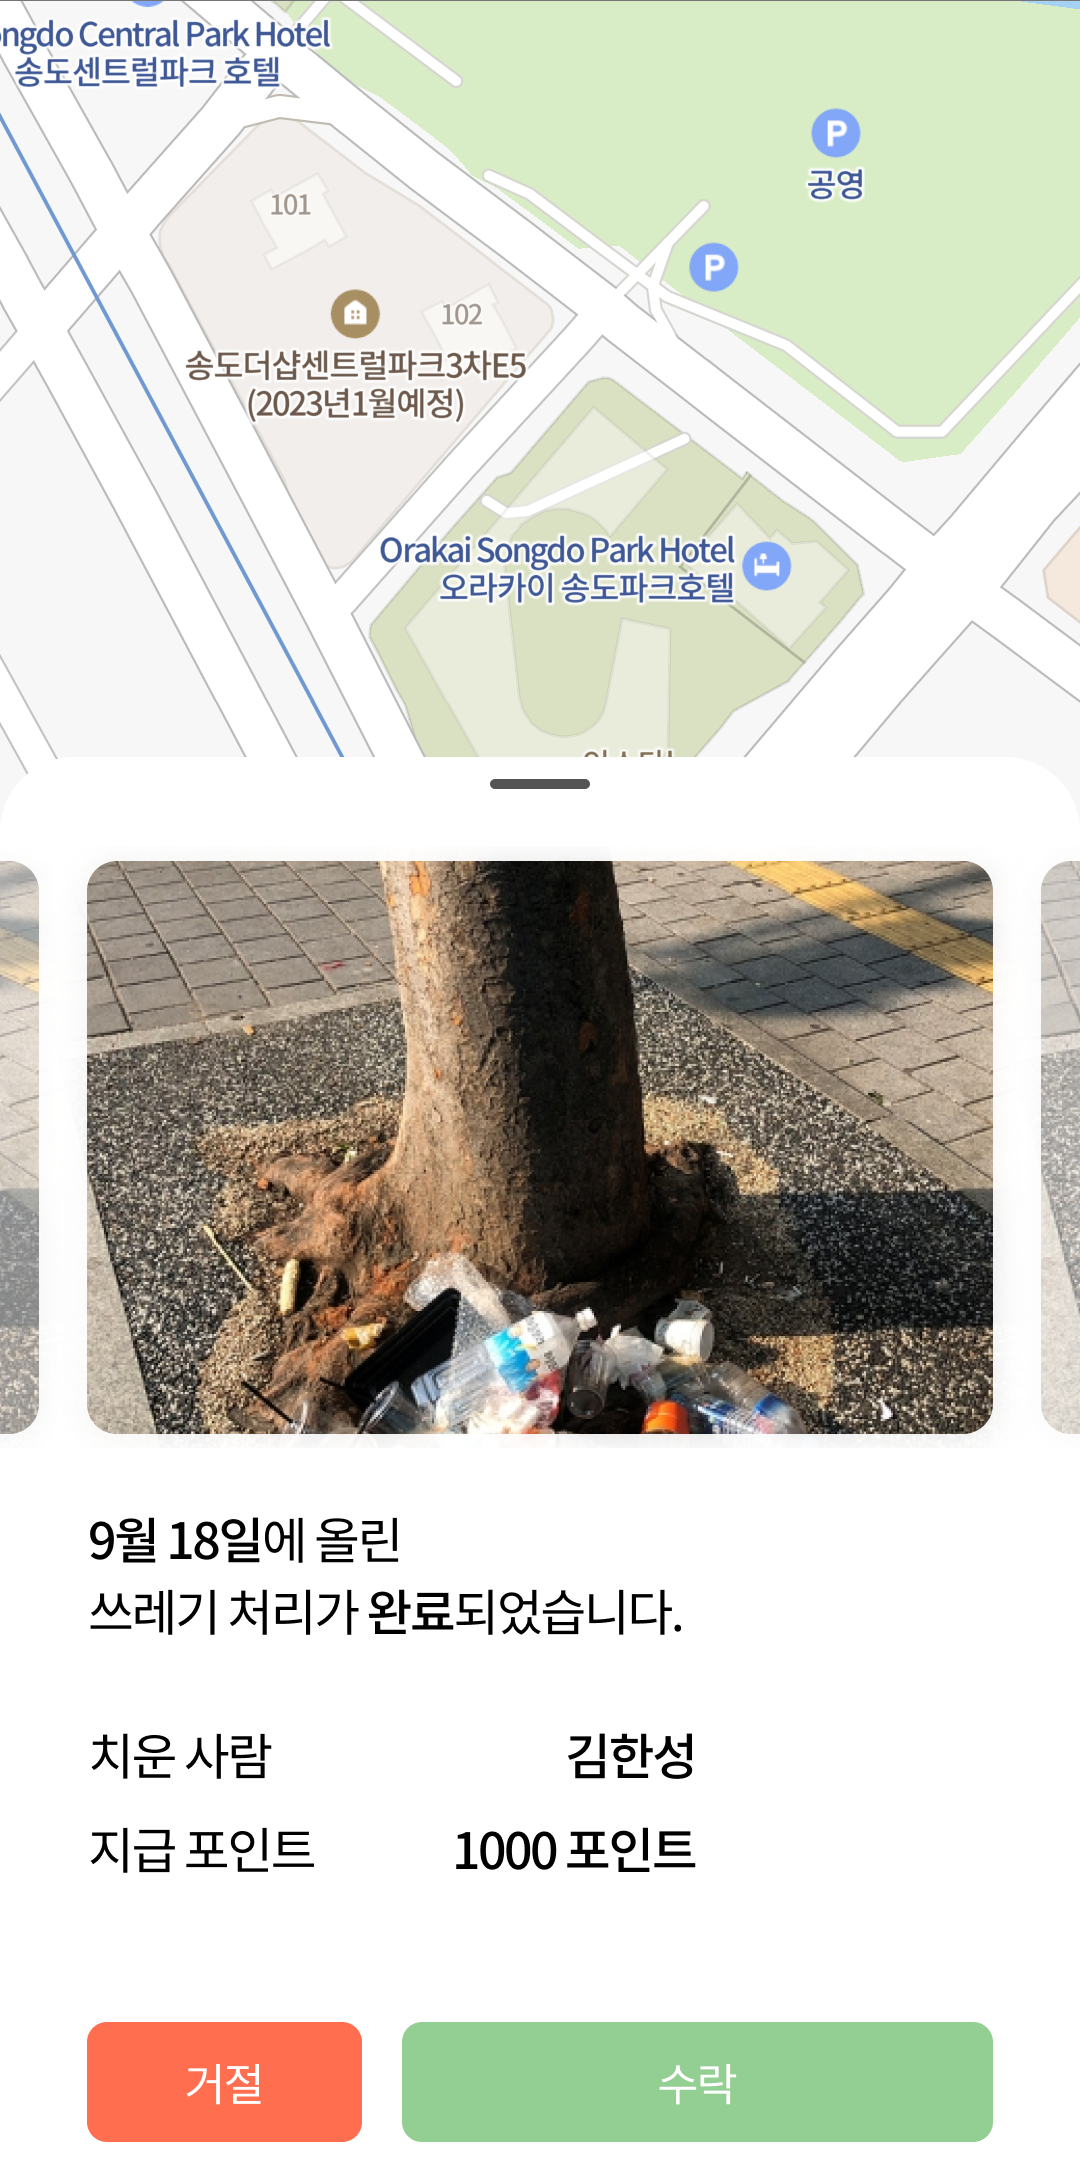 ngdo Central Park Hotel
송도센트럴파크 호텔
P
공영
101
P
102
송도더샵센트럴파크3차E5
(2023년1월예정)
Orakai Songdo Park Hotel
오라카이 송도파크호텔
9월 18일에 올린
쓰레기 처리가 완료되었습니다.
치운 사람 김한성
지급 포인트 1000 포인트
거절 수락